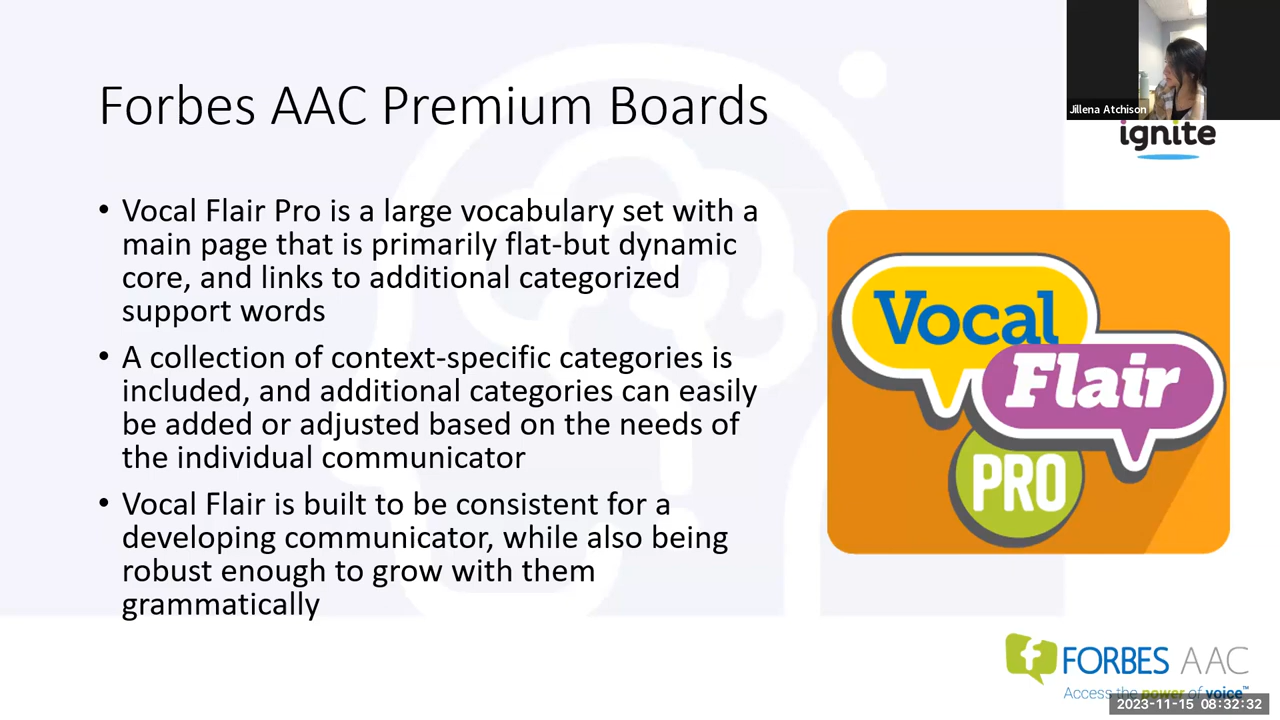 Forbes AAC Premium Boards
Jillena Atchison
ignite
• Vocal Flair Pro is a large vocabulary set with a
main page that is primarily flat-but dynamic
core, and links to additional categorized
support words
• A collection of context-specific categories is
included, and additional categories can easily
be added or adjusted based on the needs of
the individual communicator
• Vocal Flair is built to be consistent for a
developing communicator, while also being
robust enough to grow with them
grammatically
Vocal
Flair
PRO
f FORBES AAC
Access the power of voice™
2023-11-15 08:32:32